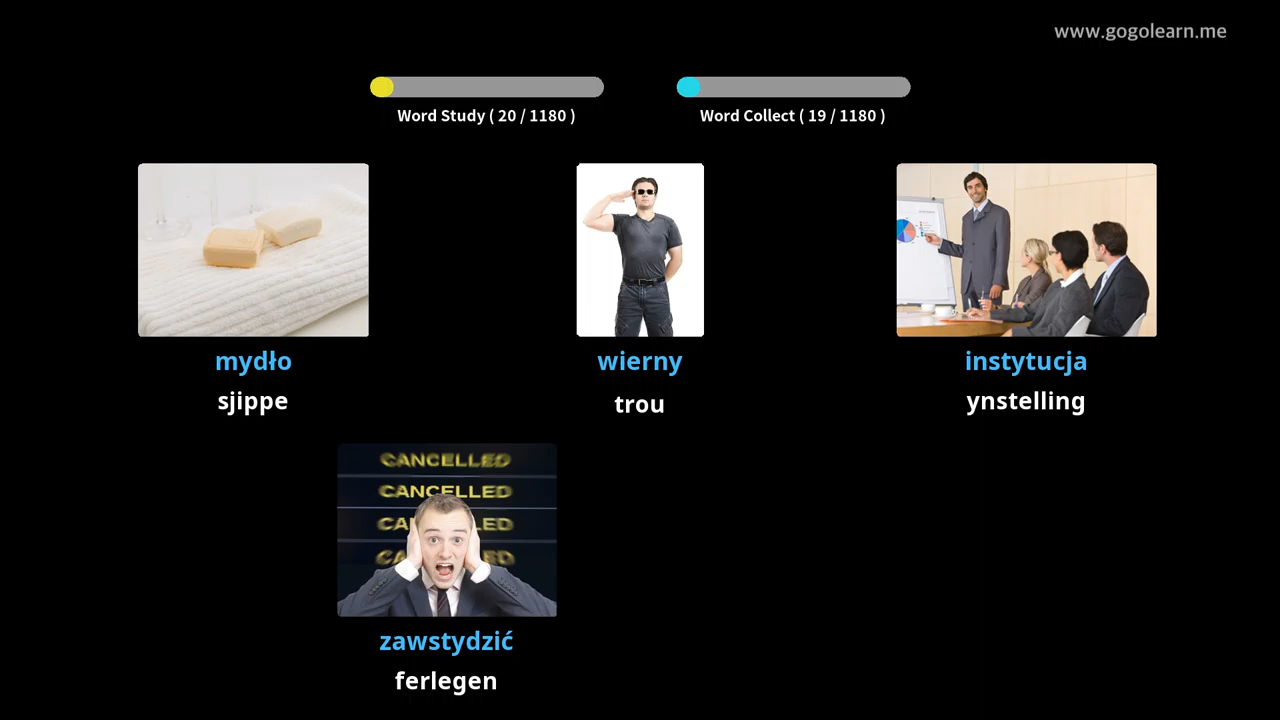 www.gogolearn.me
Word Study ( 20 / 1180 )
Word Collect ( 19 / 1180 )
mydło
wierny
instytucja
sjippe
trou
ynstelling
CANCELLED
CANCELLED
zawstydzić
ferlegen